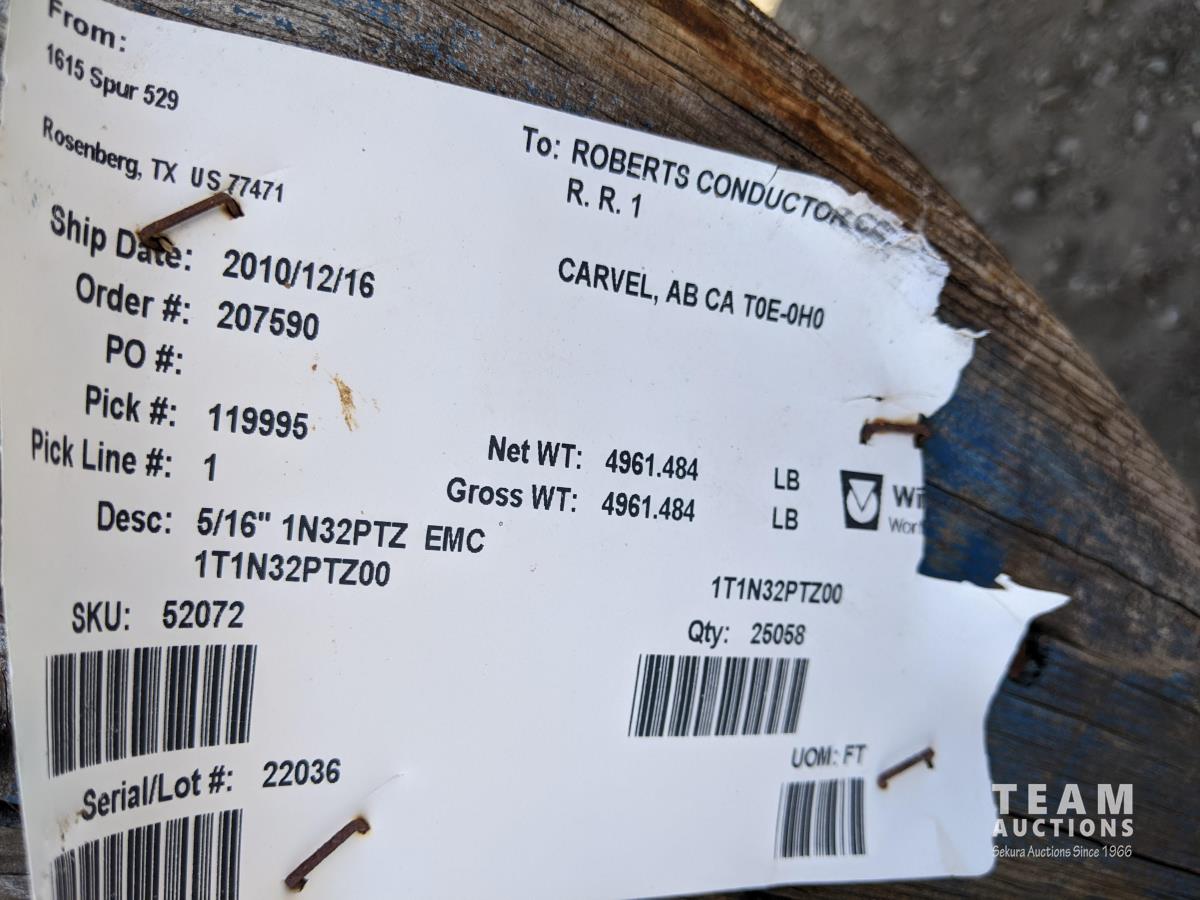 From:
1615 Spur 529
Rosenberg, TX US 77471
To: ROBERTS CONDUCTOR
R. R. 1
CARVEL, AB CA T0E-0H0
Ship Date: 2010/12/16
Order #: 207590
PO #:
Pick #: 119995
Pick Line #: 1
Net WT: 4961.484 LB
Gross WT: 4961.484 LB
Desc: 5/16" 1N32PTZ EMC
1T1N32PTZ00
1T1N32PTZ00
SKU: 52072
Qty: 25058
UOM: FT
Serial/Lot #: 22036
TEAM
AUCTIONS
Sekura Auctions Since 1966